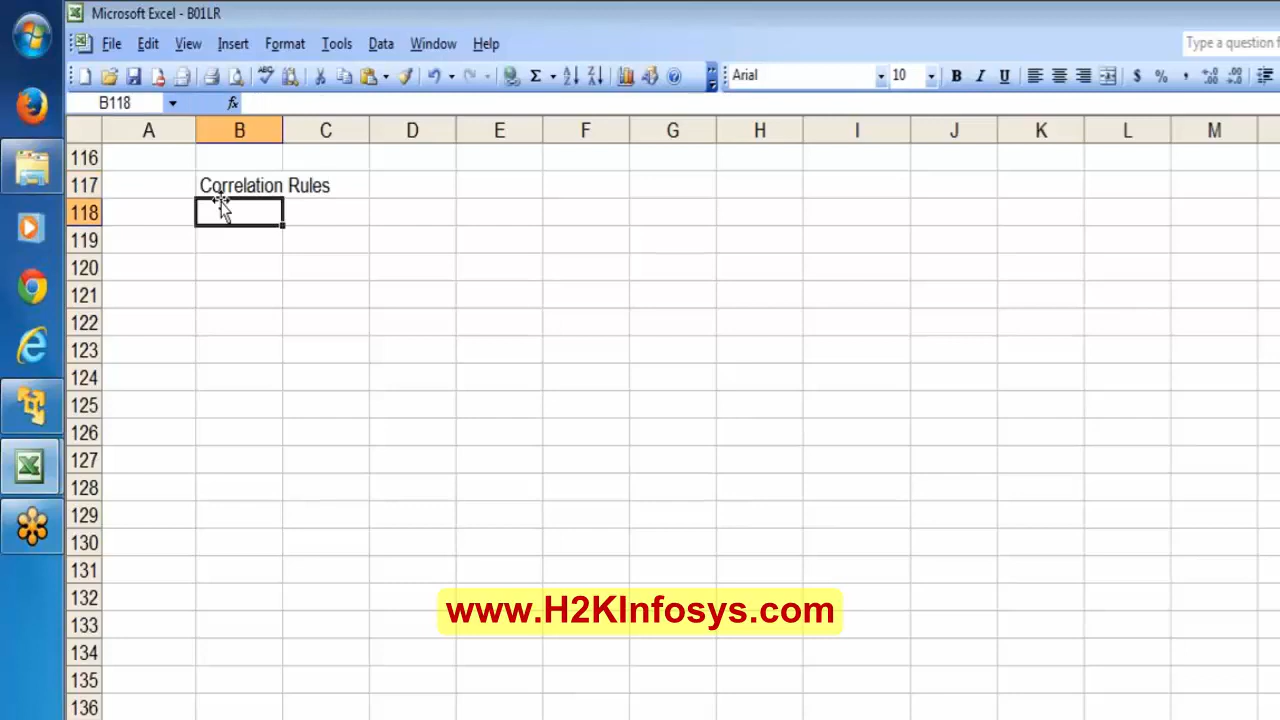 Microsoft Excel - B01LR
File Edit View Insert Format Tools Data Window Help
Type a question f
Arial 10 B I U $ % ,
B118 fx
A B C D E F G H I J K L M
116
117 Correlation Rules
118
119
120
121
122
123
124
125
126
127
128
129
130
131
132
www.H2KInfosys.com
133
134
135
136